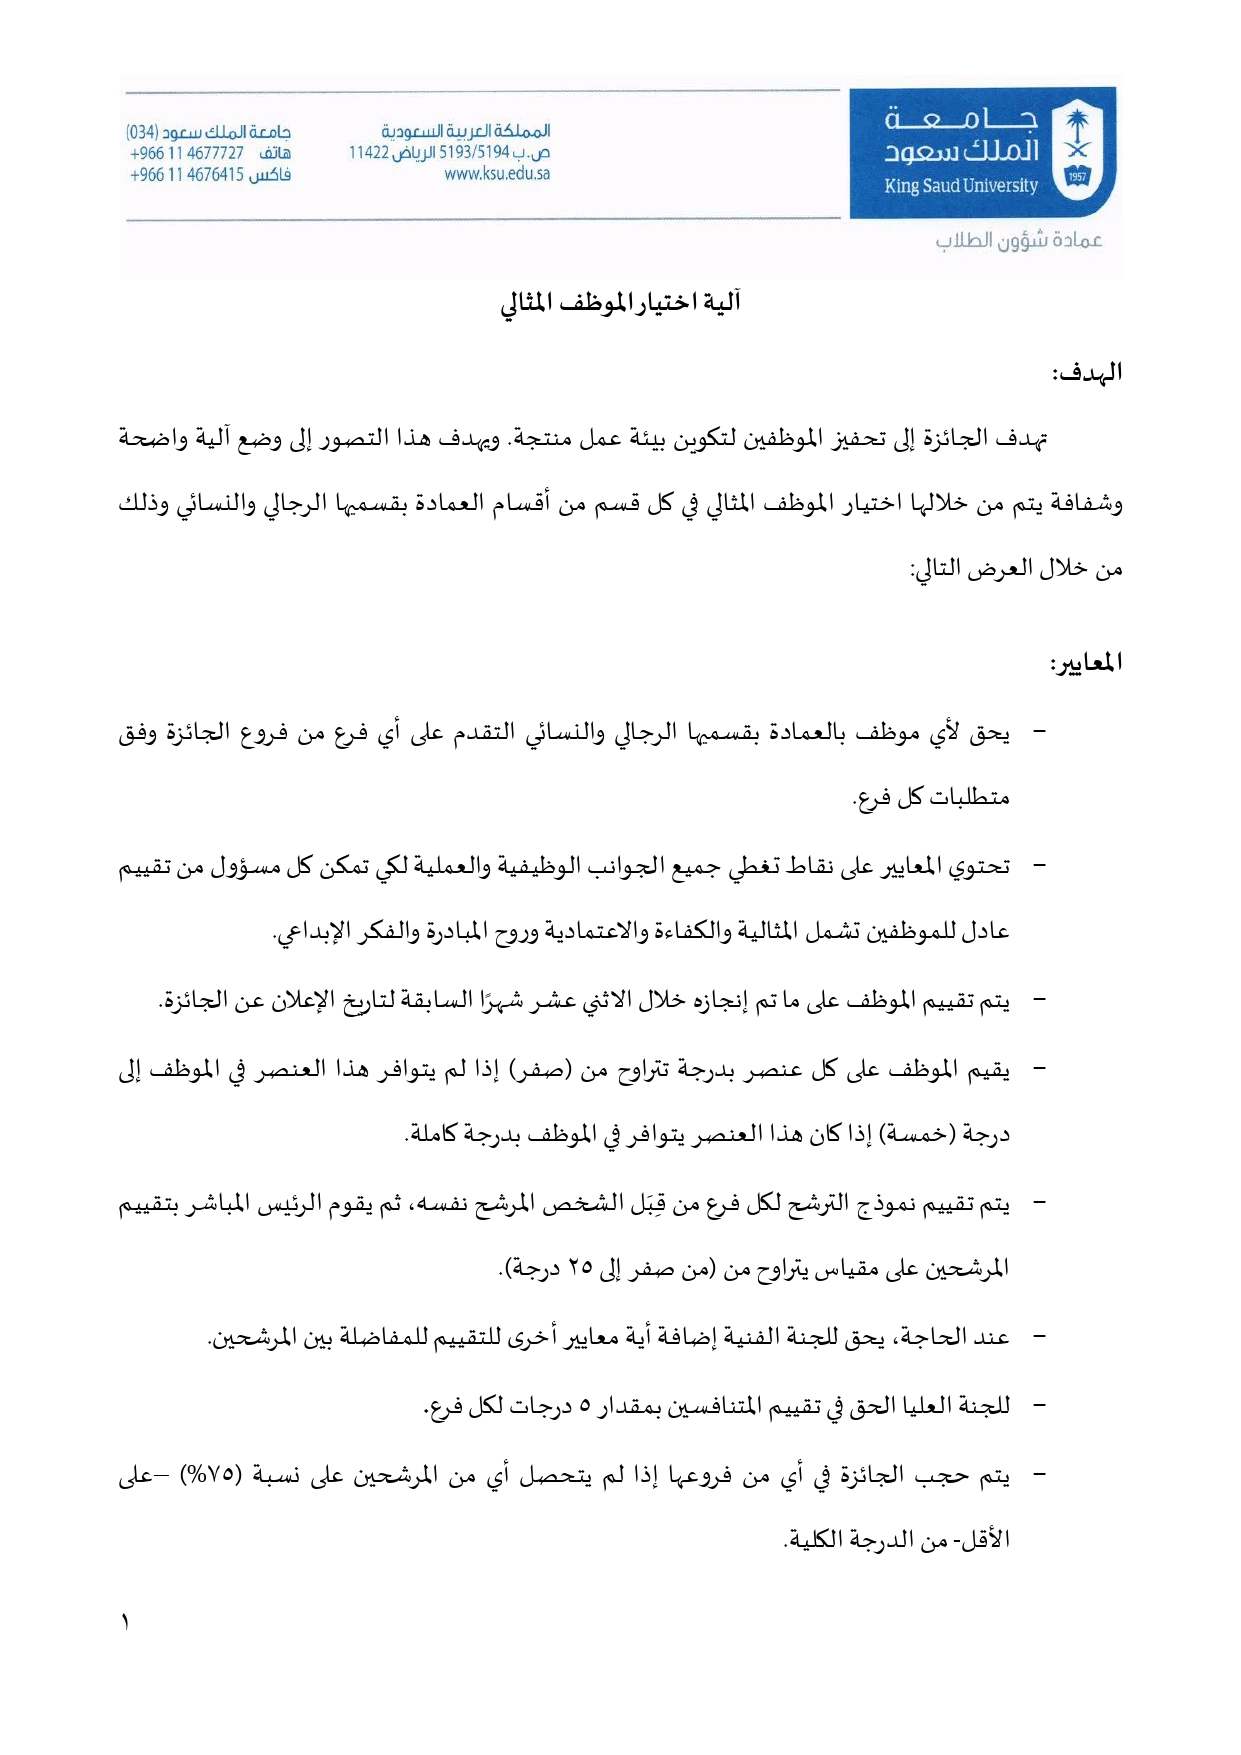 جامعة
الملك سعود
King Saud University
1957
عمادة شؤون الطلاب
المملكة العربية السعودية
ص.ب 5193/5194 الرياض 11422
www.ksu.edu.sa
جامعة الملك سعود (034)
هاتف +966 11 4677727
فاكس +966 11 4676415
آلية اختيار الموظف المثالي
الهدف:
تهدف الجائزة إلى تحفيز الموظفين لتكوين بيئة عمل منتجة. ويهدف هذا التصور إلى وضع آلية واضحة
وشفافة يتم من خلالها اختيار الموظف المثالي في كل قسم من أقسام العمادة بقسميها الرجالي والنسائي وذلك
من خلال العرض التالي:
المعايير:
– يحق لأي موظف بالعمادة بقسميها الرجالي والنسائي التقدم على أي فرع من فروع الجائزة وفق
متطلبات كل فرع.
– تحتوي المعايير على نقاط تغطي جميع الجوانب الوظيفية والعملية لكي تمكن كل مسؤول من تقييم
عادل للموظفين تشمل المثالية والكفاءة والاعتمادية وروح المبادرة والفكر الإبداعي.
– يتم تقييم الموظف على ما تم إنجازه خلال الاثني عشر شهرًا السابقة لتاريخ الإعلان عن الجائزة.
– يقيم الموظف على كل عنصر بدرجة تتراوح من (صفر) إذا لم يتوافر هذا العنصر في الموظف إلى
درجة (خمسة) إذا كان هذا العنصر يتوافر في الموظف بدرجة كاملة.
– يتم تقييم نموذج الترشح لكل فرع من قِبَل الشخص المرشح نفسه، ثم يقوم الرئيس المباشر بتقييم
المرشحين على مقياس يتراوح من (من صفر إلى ٢٥ درجة).
– عند الحاجة، يحق للجنة الفنية إضافة أية معايير أخرى للتقييم للمفاضلة بين المرشحين.
– للجنة العليا الحق في تقييم المتنافسين بمقدار ٥ درجات لكل فرع.
– يتم حجب الجائزة في أي من فروعها إذا لم يتحصل أي من المرشحين على نسبة (٧٥%) –على
الأقل- من الدرجة الكلية.
١